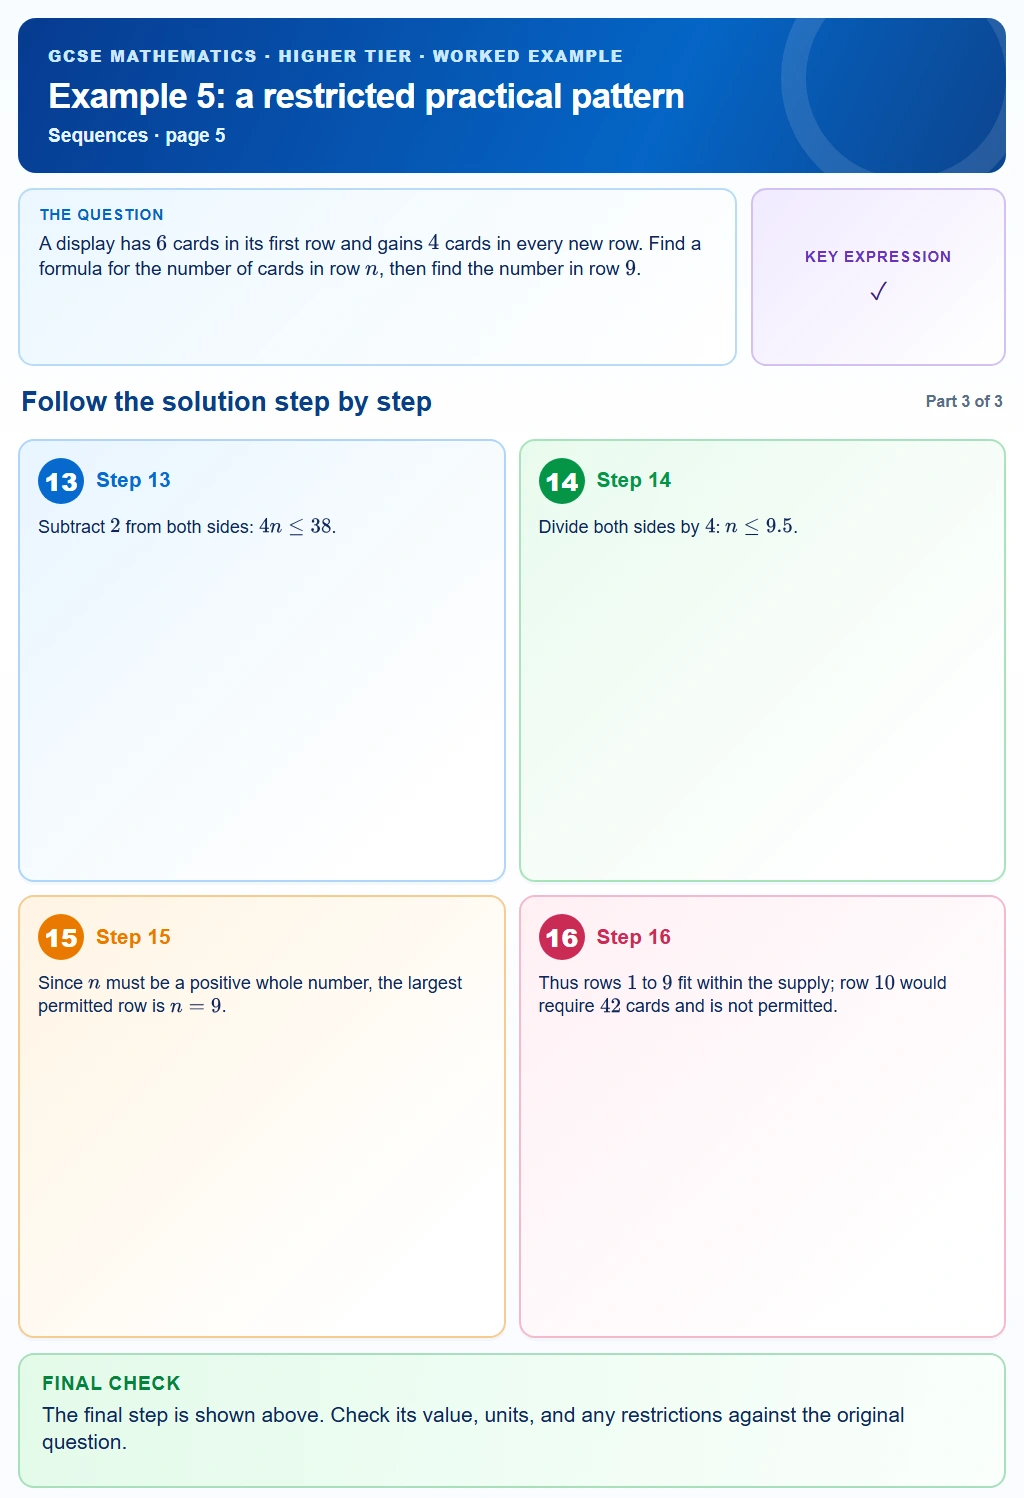 GCSE MATHEMATICS · HIGHER TIER · WORKED EXAMPLE
Example 5: a restricted practical pattern
Sequences · page 5
THE QUESTION
A display has 6 cards in its first row and gains 4 cards in every new row. Find a
formula for the number of cards in row n, then find the number in row 9.
KEY EXPRESSION
✓
Follow the solution step by step
Part 3 of 3
13 Step 13
Subtract 2 from both sides: 4n ≤ 38.
14 Step 14
Divide both sides by 4: n ≤ 9.5.
15 Step 15
Since n must be a positive whole number, the largest
permitted row is n = 9.
16 Step 16
Thus rows 1 to 9 fit within the supply; row 10 would
require 42 cards and is not permitted.
FINAL CHECK
The final step is shown above. Check its value, units, and any restrictions against the original
question.